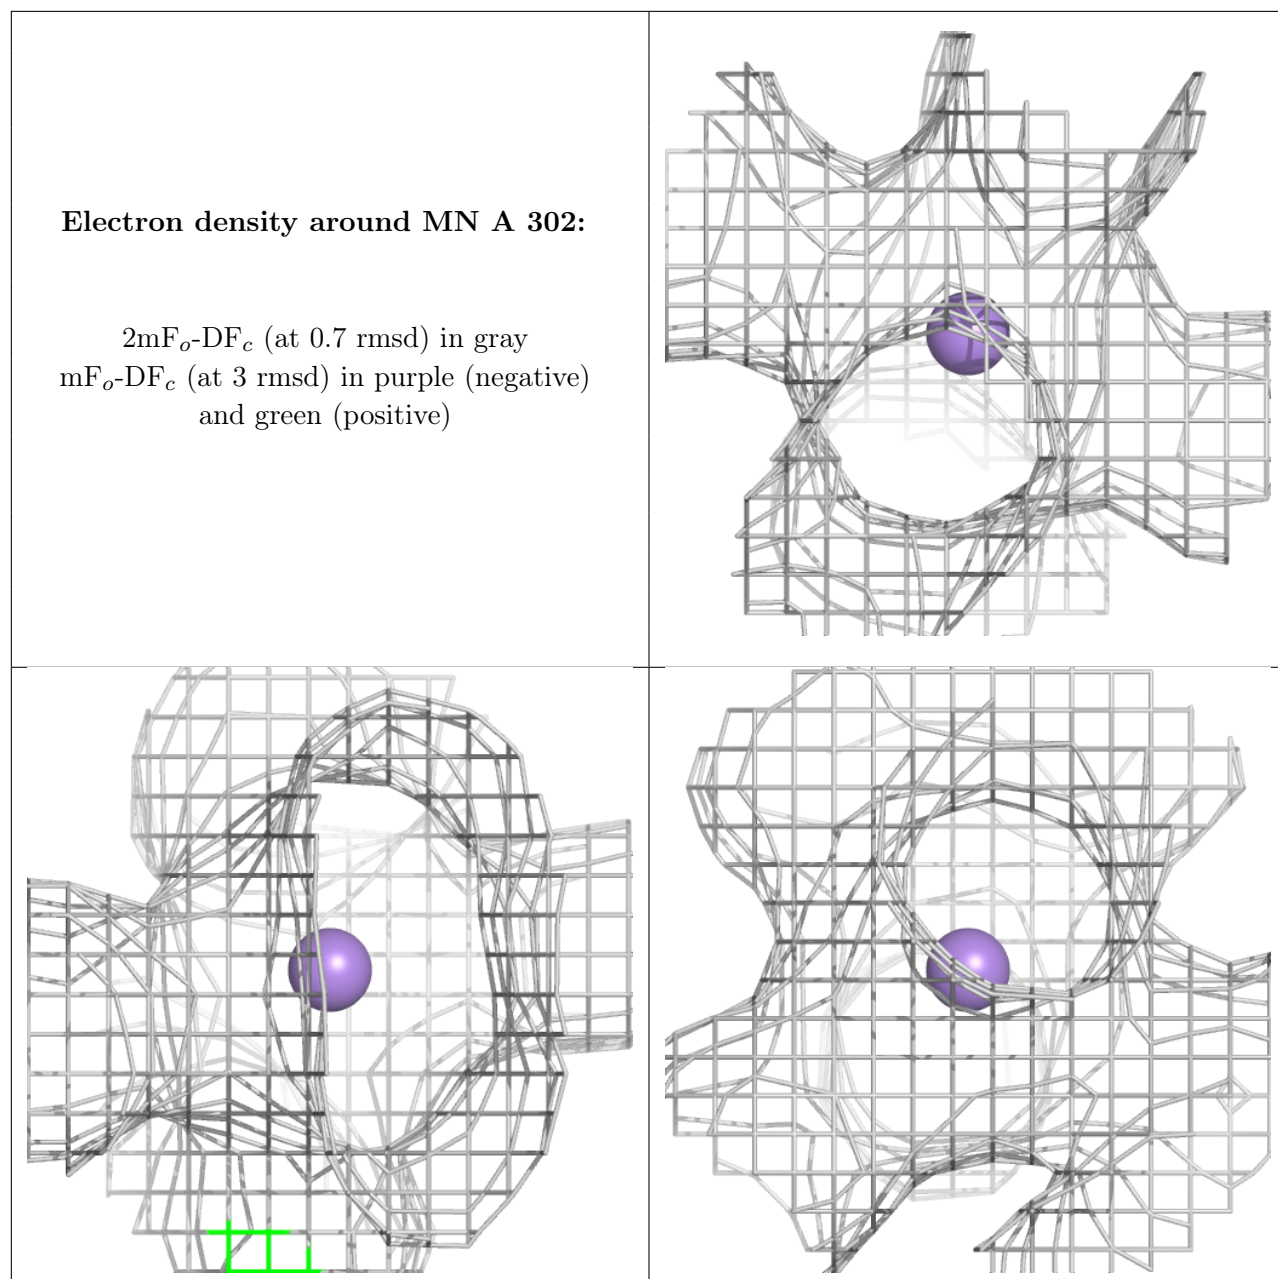 Electron density around MN A 302:
2mFo-DFc (at 0.7 rmsd) in gray
mFo-DFc (at 3 rmsd) in purple (negative)
and green (positive)